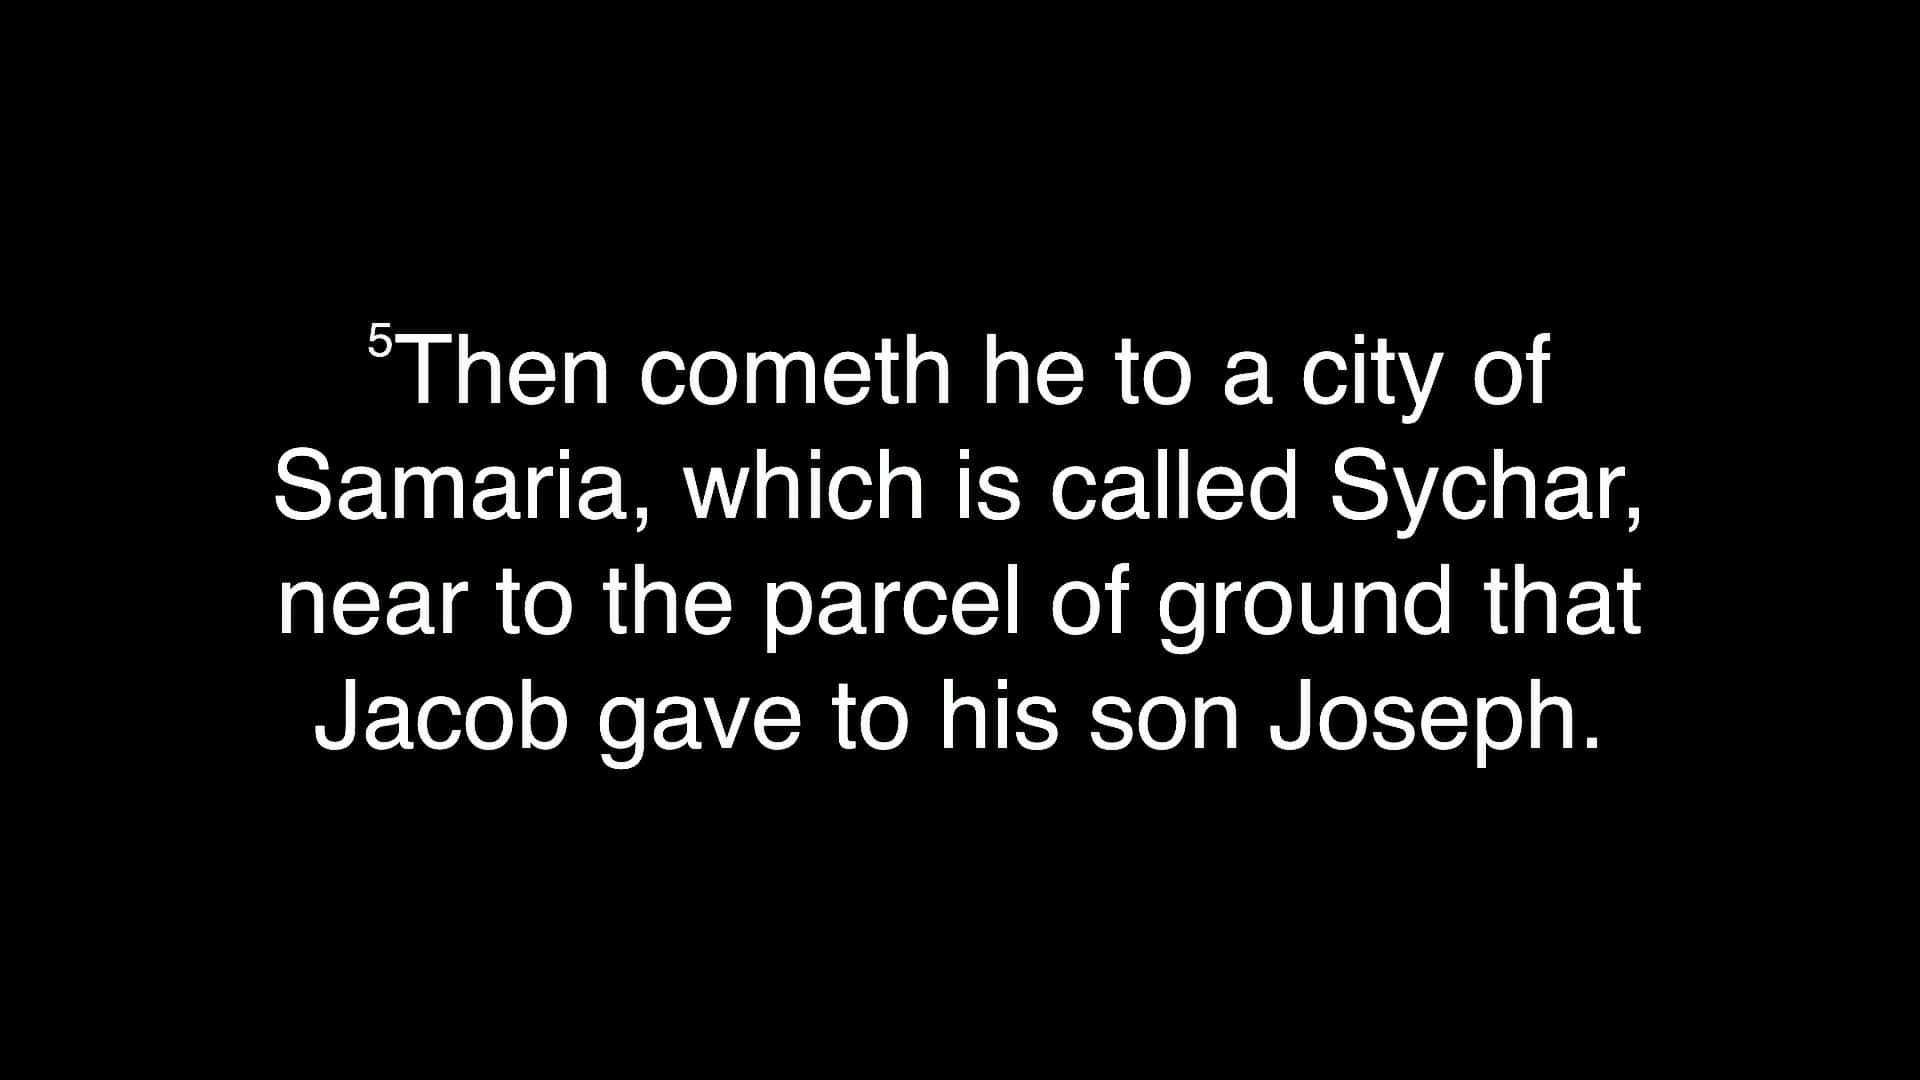 ⁵Then cometh he to a city of
Samaria, which is called Sychar,
near to the parcel of ground that
Jacob gave to his son Joseph.